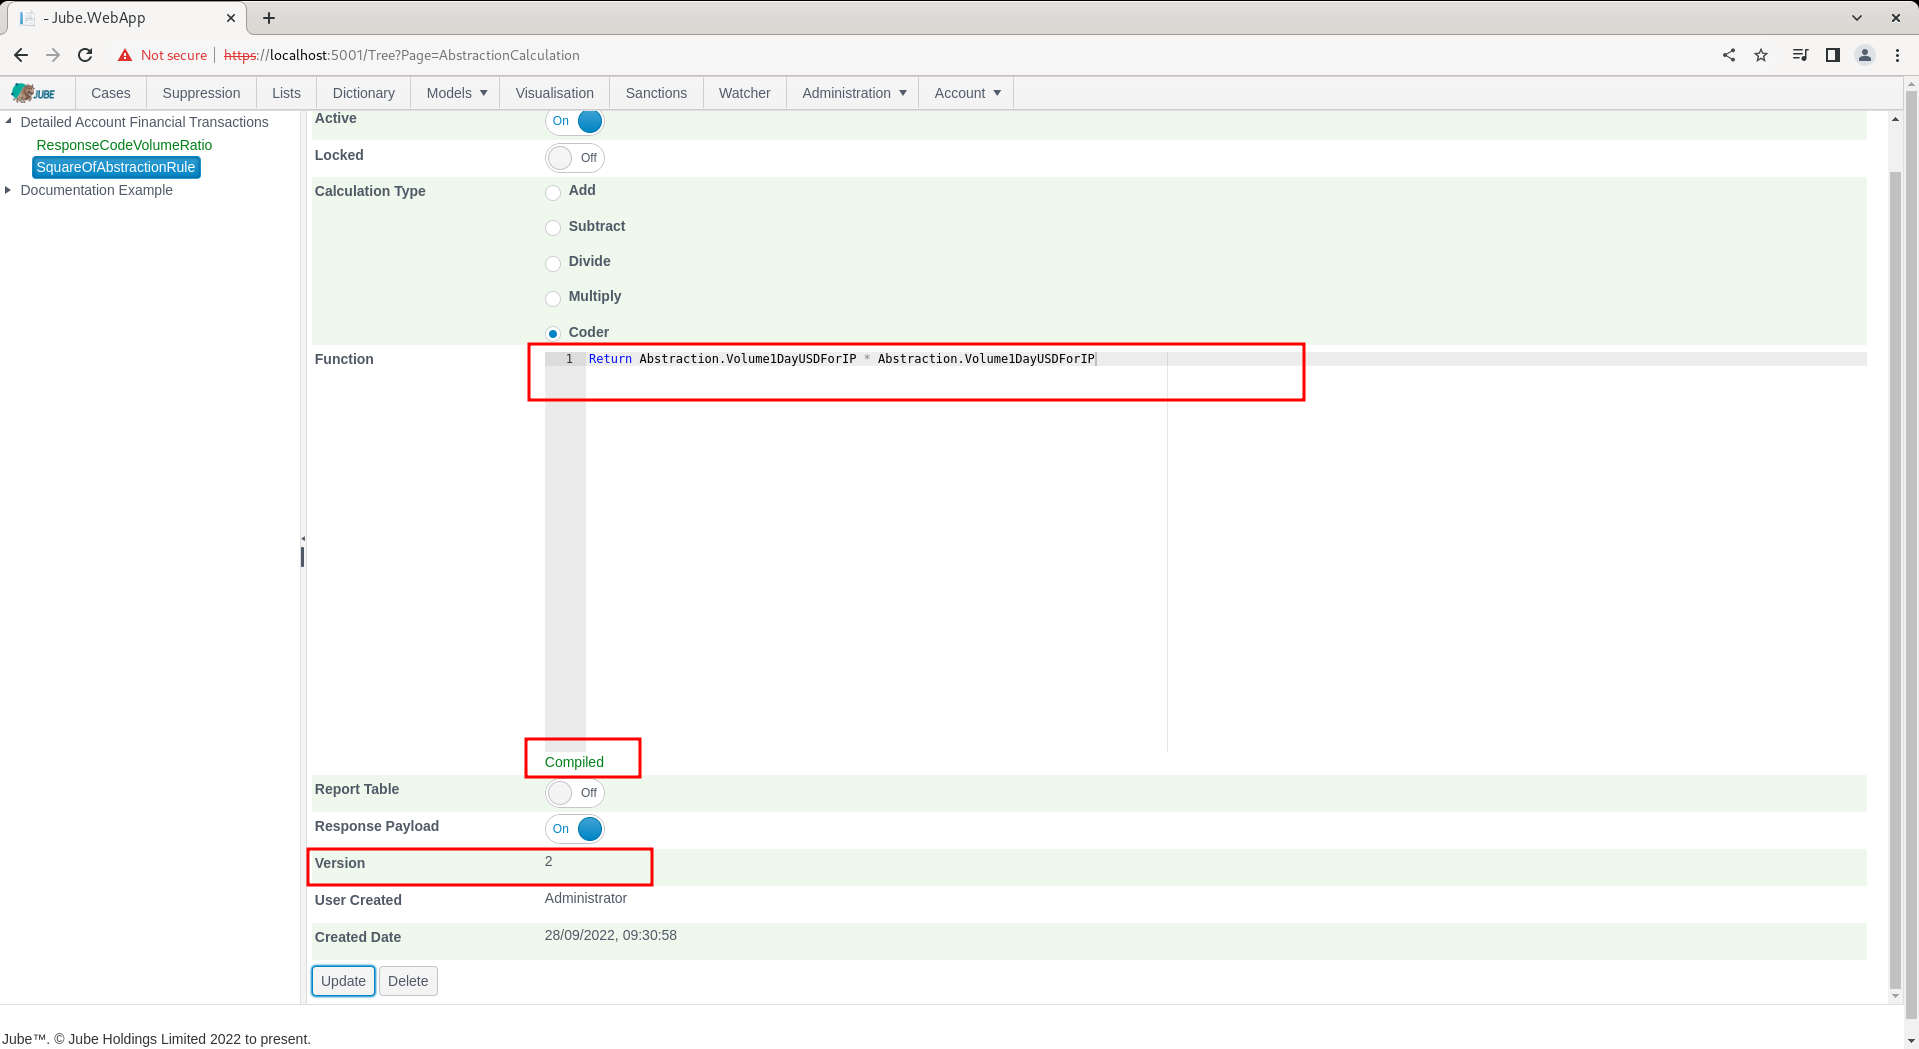 - Jube.WebApp
Not secure https://localhost:5001/Tree?Page=AbstractionCalculation
JUBE Cases Suppression Lists Dictionary Models Visualisation Sanctions Watcher Administration Account
Detailed Account Financial Transactions
ResponseCodeVolumeRatio
SquareOfAbstractionRule
Documentation Example
Active On
Locked Off
Calculation Type Add
Subtract
Divide
Multiply
Coder
Function 1 Return Abstraction.Volume1DayUSDForIP * Abstraction.Volume1DayUSDForIP
Compiled
Report Table Off
Response Payload On
Version 2
User Created Administrator
Created Date 28/09/2022, 09:30:58
Update Delete
Jube™. © Jube Holdings Limited 2022 to present.